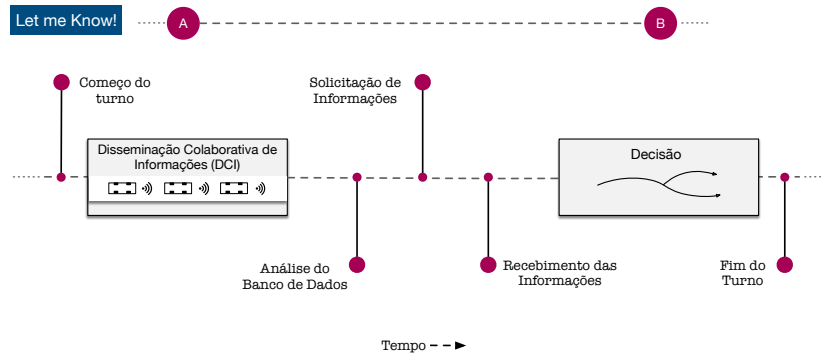 Let me Know!
A
B
Começo do
turno
Solicitação de
Informações
Disseminação Colaborativa de
Informações (DCI)
Decisão
Análise do
Banco de Dados
Recebimento das
Informações
Fim do
Turno
Tempo